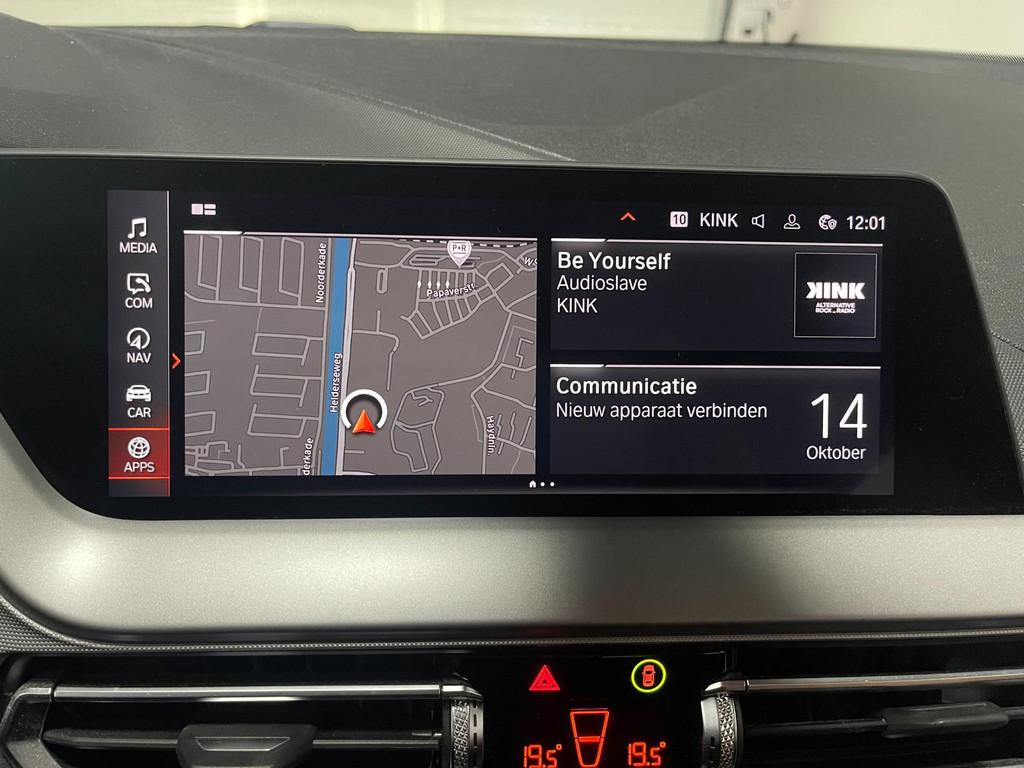 MEDIA
COM
NAV
CAR
APPS
10 KINK 12:01
Noorderkade
P+R
Papaverstr.
Helderseweg
Haydnln
derkade
Be Yourself
Audioslave
KINK
KINK
ALTERNATIVE
ROCK RADIO
Communicatie
Nieuw apparaat verbinden
14
Oktober
19.5°
19.5°